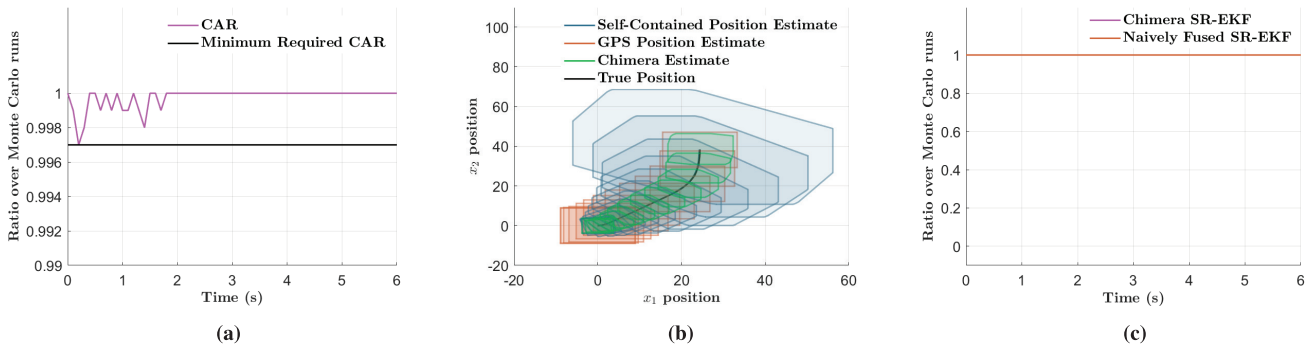 CAR
Minimum Required CAR
Ratio over Monte Carlo runs
1
0.998
0.996
0.994
0.992
0.99
0 1 2 3 4 5 6
Time (s)
(a)
Self-Contained Position Estimate
GPS Position Estimate
Chimera Estimate
True Position
x₂ position
100
80
60
40
20
0
-20
-20 0 20 40 60
x₁ position
(b)
Chimera SR-EKF
Naively Fused SR-EKF
Ratio over Monte Carlo runs
1
0.8
0.6
0.4
0.2
0
0 1 2 3 4 5 6
Time (s)
(c)